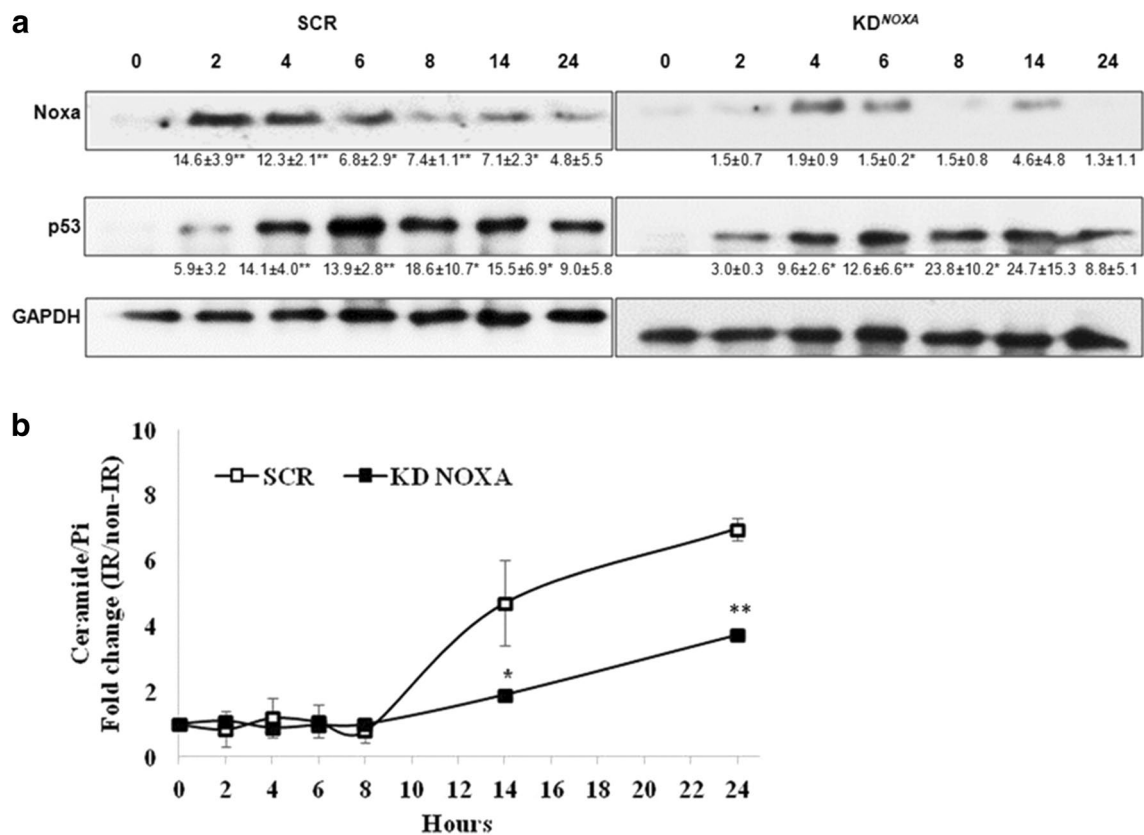 a
SCR
KD^NOXA
0 2 4 6 8 14 24
0 2 4 6 8 14 24
Noxa
14.6±3.9** 12.3±2.1** 6.8±2.9* 7.4±1.1** 7.1±2.3* 4.8±5.5
1.5±0.7 1.9±0.9 1.5±0.2* 1.5±0.8 4.6±4.8 1.3±1.1
p53
5.9±3.2 14.1±4.0** 13.9±2.8** 18.6±10.7* 15.5±6.9* 9.0±5.8
3.0±0.3 9.6±2.6* 12.6±6.6** 23.8±10.2* 24.7±15.3 8.8±5.1
GAPDH
b
Ceramide/Pi
Fold change (IR/non-IR)
10
8
6
4
2
0
SCR
KD NOXA
*
**
0 2 4 6 8 10 12 14 16 18 20 22 24
Hours